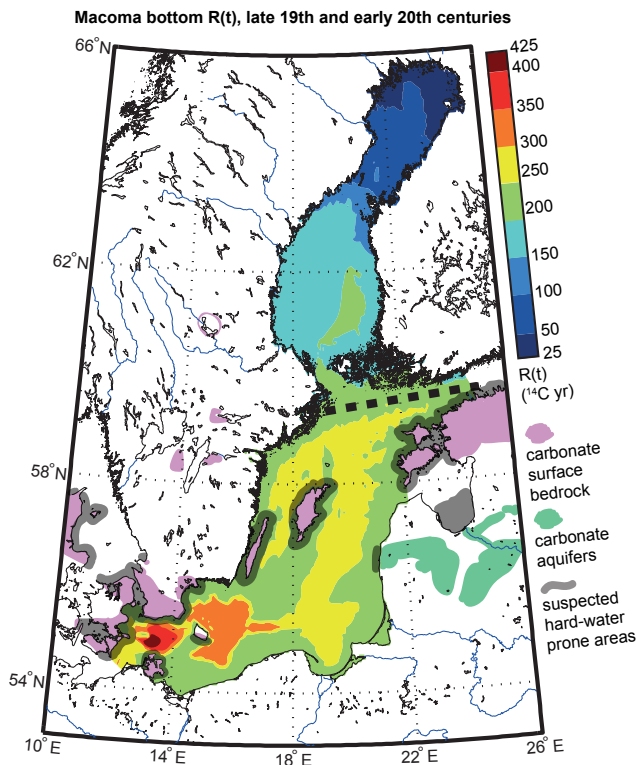 Macoma bottom R(t), late 19th and early 20th centuries
66°N
62°N
58°N
54°N
10°E
14°E
18°E
22°E
26°E
425
400
350
300
250
200
150
100
50
25
R(t)
(¹⁴C yr)
carbonate
surface
bedrock
carbonate
aquifers
suspected
hard-water
prone areas